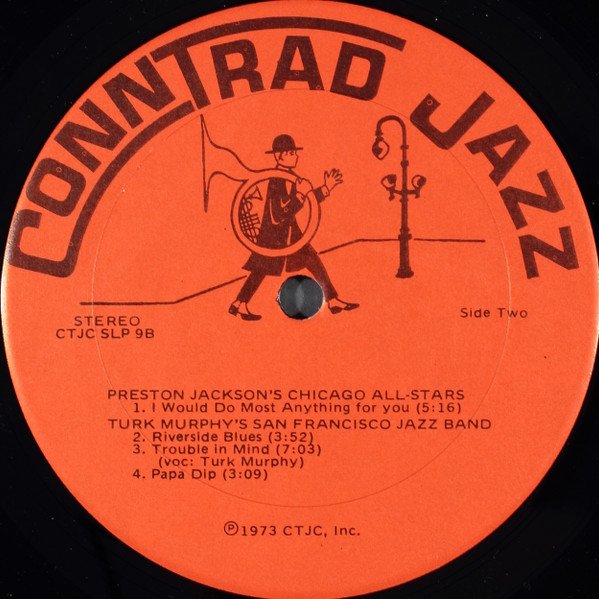 CONNTRAD JAZZ
STEREO
CTJC SLP 9B
Side Two
PRESTON JACKSON'S CHICAGO ALL-STARS
1. I Would Do Most Anything for you (5:16)
TURK MURPHY'S SAN FRANCISCO JAZZ BAND
2. Riverside Blues (3:52)
3. Trouble in Mind (7:03)
(voc: Turk Murphy)
4. Papa Dip (3:09)
Ⓟ1973 CTJC, Inc.